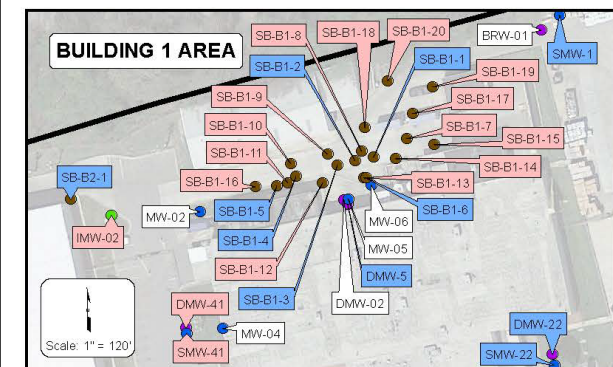 BUILDING 1 AREA
SB-B1-8
SB-B1-18
SB-B1-20
BRW-01
SMW-1
SB-B1-2
SB-B1-1
SB-B1-19
SB-B1-9
SB-B1-17
SB-B1-10
SB-B1-7
SB-B1-11
SB-B1-15
SB-B1-14
SB-B2-1
SB-B1-16
SB-B1-13
MW-02
SB-B1-5
SB-B1-6
MW-06
IMW-02
SB-B1-4
MW-05
SB-B1-12
DMW-5
DMW-41
SB-B1-3
DMW-02
DMW-22
MW-04
Scale: 1" = 120'
SMW-41
SMW-22